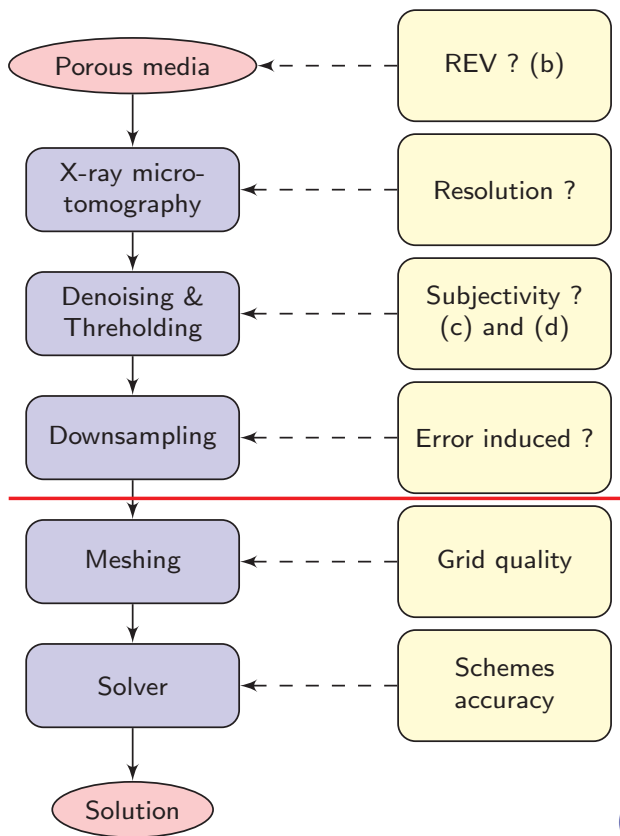 Porous media
REV ? (b)
X-ray micro-
tomography
Resolution ?
Denoising &
Threholding
Subjectivity ?
(c) and (d)
Downsampling
Error induced ?
Meshing
Grid quality
Solver
Schemes
accuracy
Solution
(